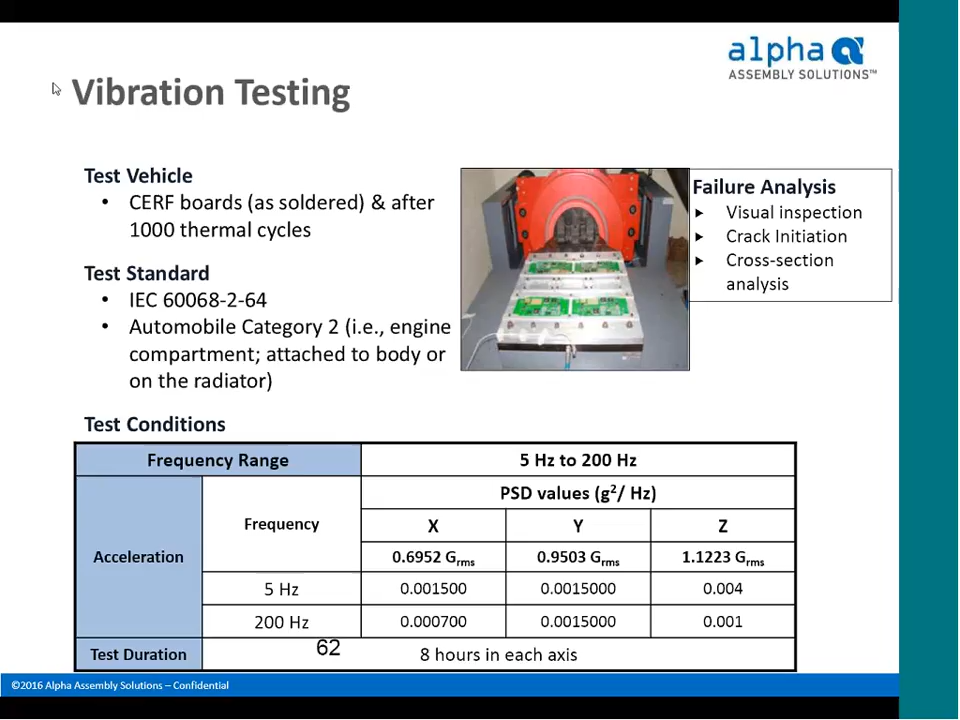 alpha
ASSEMBLY SOLUTIONS™
Vibration Testing
Test Vehicle
• CERF boards (as soldered) & after
1000 thermal cycles
Test Standard
• IEC 60068-2-64
• Automobile Category 2 (i.e., engine
compartment; attached to body or
on the radiator)
Failure Analysis
▶ Visual inspection
▶ Crack Initiation
▶ Cross-section
analysis
Test Conditions
Frequency Range 5 Hz to 200 Hz
PSD values (g²/ Hz)
Acceleration
Frequency
X Y Z
0.6952 Grms 0.9503 Grms 1.1223 Grms
5 Hz 0.001500 0.0015000 0.004
200 Hz 0.000700 0.0015000 0.001
Test Duration 8 hours in each axis
62
©2016 Alpha Assembly Solutions – Confidential